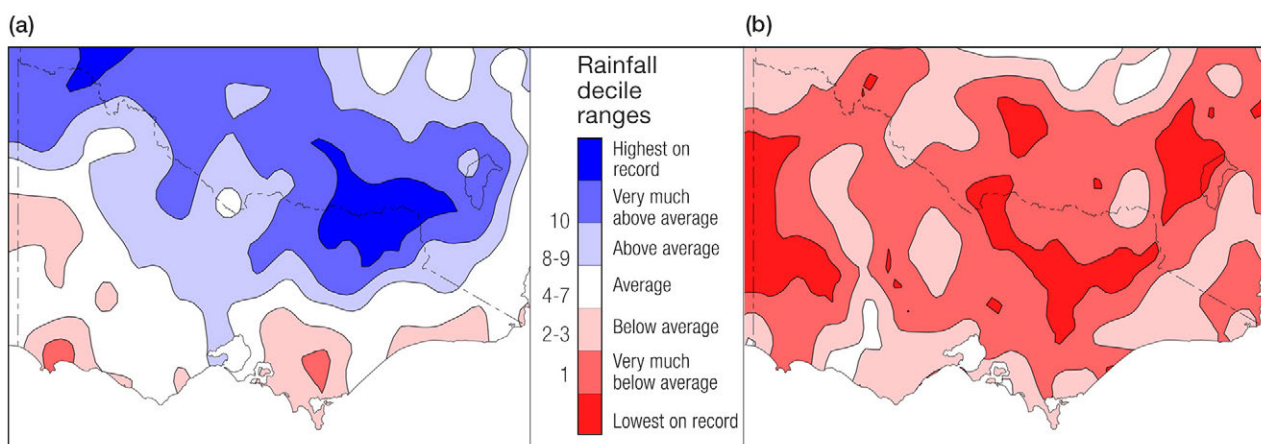 (a)
(b)
Rainfall
decile
ranges
Highest on
record
Very much
above average
10
Above average
8-9
Average
4-7
Below average
2-3
Very much
below average
1
Lowest on record